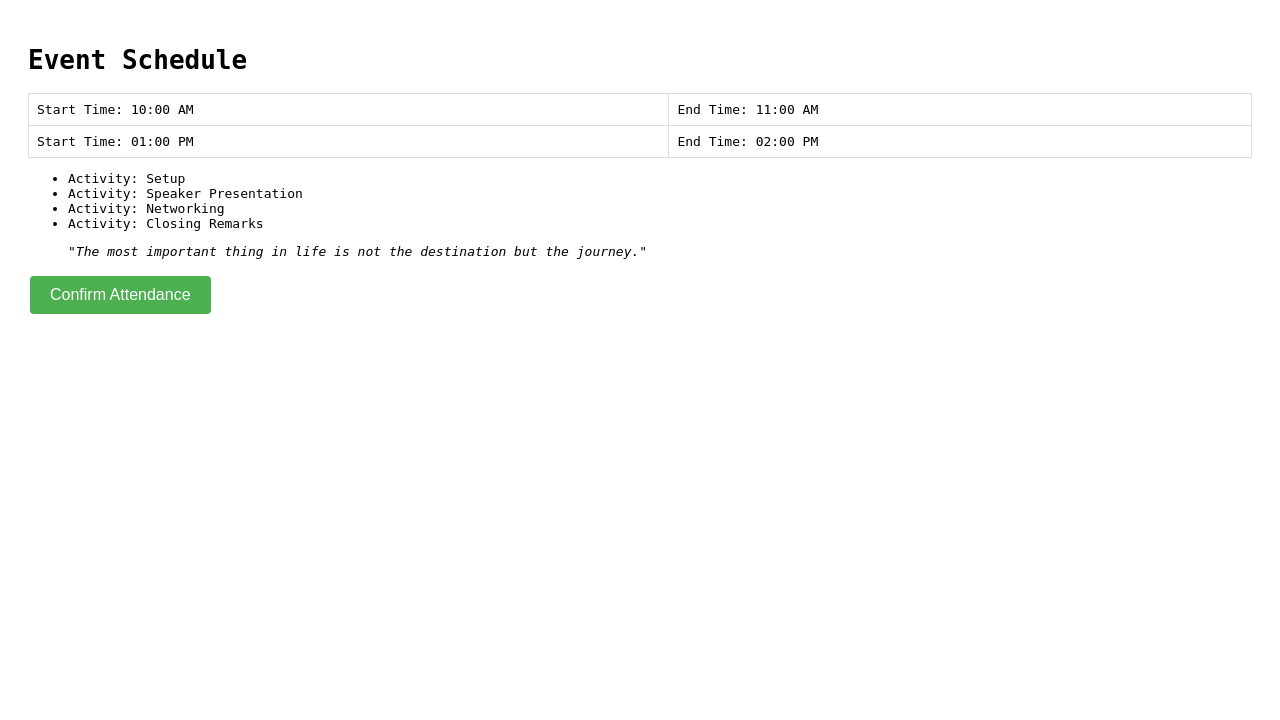 Event Schedule
Start Time: 10:00 AM End Time: 11:00 AM
Start Time: 01:00 PM End Time: 02:00 PM
• Activity: Setup
• Activity: Speaker Presentation
• Activity: Networking
• Activity: Closing Remarks
"The most important thing in life is not the destination but the journey."
Confirm Attendance